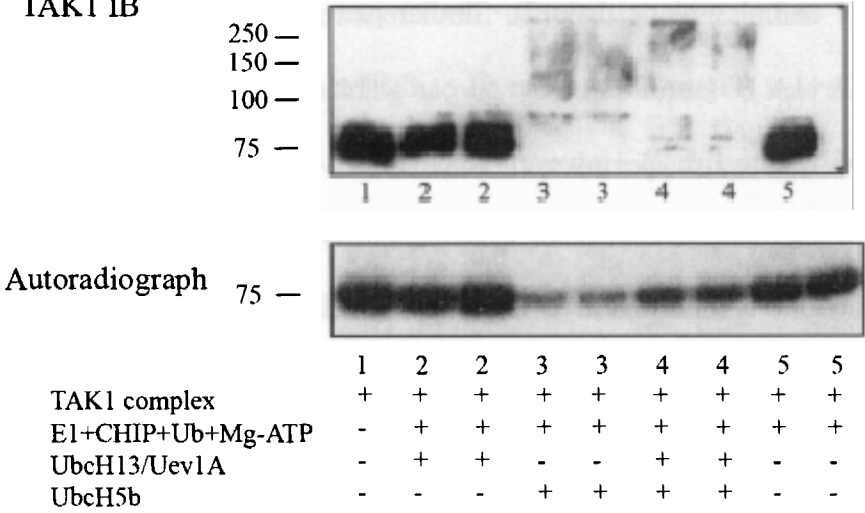 TAK1 IB
250 —
150 —
100 —
75 —
1 2 2 3 3 4 4 5
Autoradiograph 75 —
1 2 2 3 3 4 4 5 5
TAK1 complex + + + + + + + + +
E1+CHIP+Ub+Mg-ATP - + + + + + + + +
UbcH13/Uev1A - + + - - + + - -
UbcH5b - - - + + + + - -